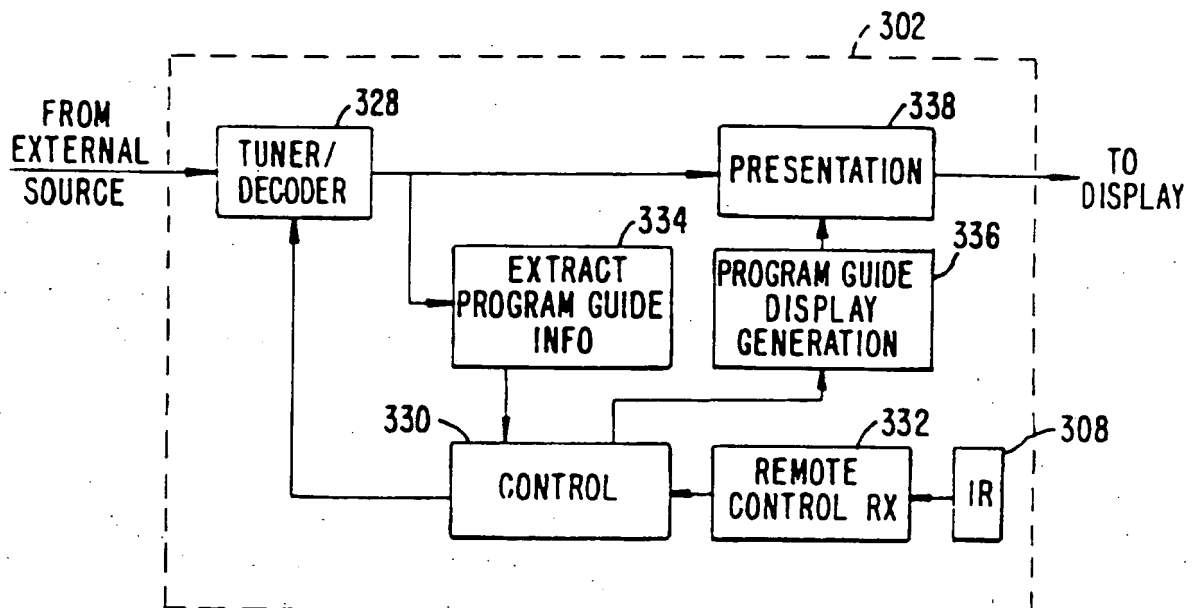 302
FROM
EXTERNAL
SOURCE
328
TUNER/
DECODER
338
PRESENTATION
TO
DISPLAY
334
EXTRACT
PROGRAM GUIDE
INFO
336
PROGRAM GUIDE
DISPLAY
GENERATION
330
CONTROL
332
REMOTE
CONTROL RX
308
IR